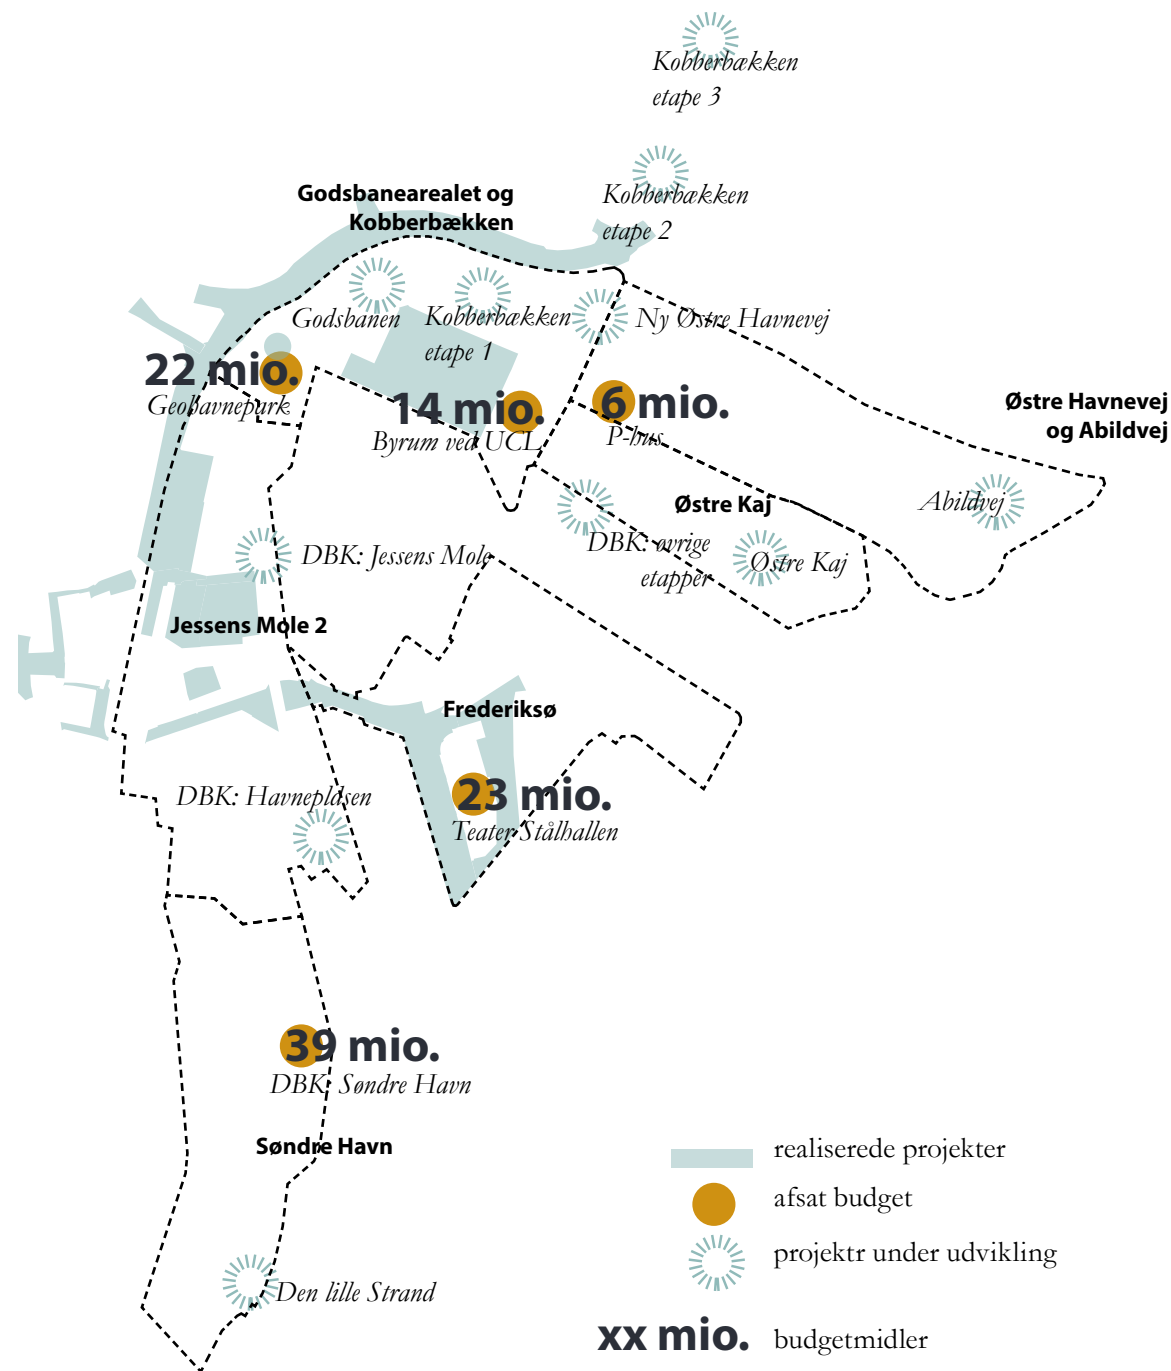 Kobberbækken
etape 3
Godsbanearealet og
Kobberbækken
Kobberbækken
etape 2
Godsbanen
Kobberbækken
etape 1
Ny Østre Havnevej
22 mio.
Geohavnepark
14 mio.
Byrum ved UCL
6 mio.
P-hus
Østre Havnevej
og Abildvej
Abildvej
Østre Kaj
DBK: øvrige
etapper
Østre Kaj
DBK: Jessens Mole
Jessens Mole 2
Frederiksø
23 mio.
Teater Stålhallen
DBK: Havnepldsen
39 mio.
DBK: Søndre Havn
Søndre Havn
Den lille Strand
realiserede projekter
afsat budget
projektr under udvikling
xx mio. budgetmidler